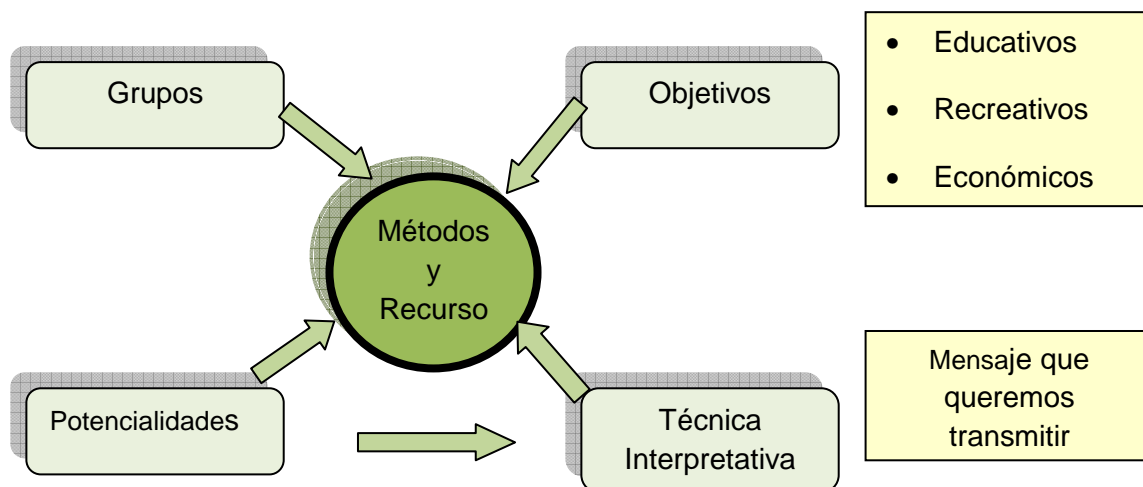 Grupos
Objetivos
• Educativos
• Recreativos
• Económicos
Métodos
y
Recurso
Potencialidades
Técnica
Interpretativa
Mensaje que
queremos
transmitir